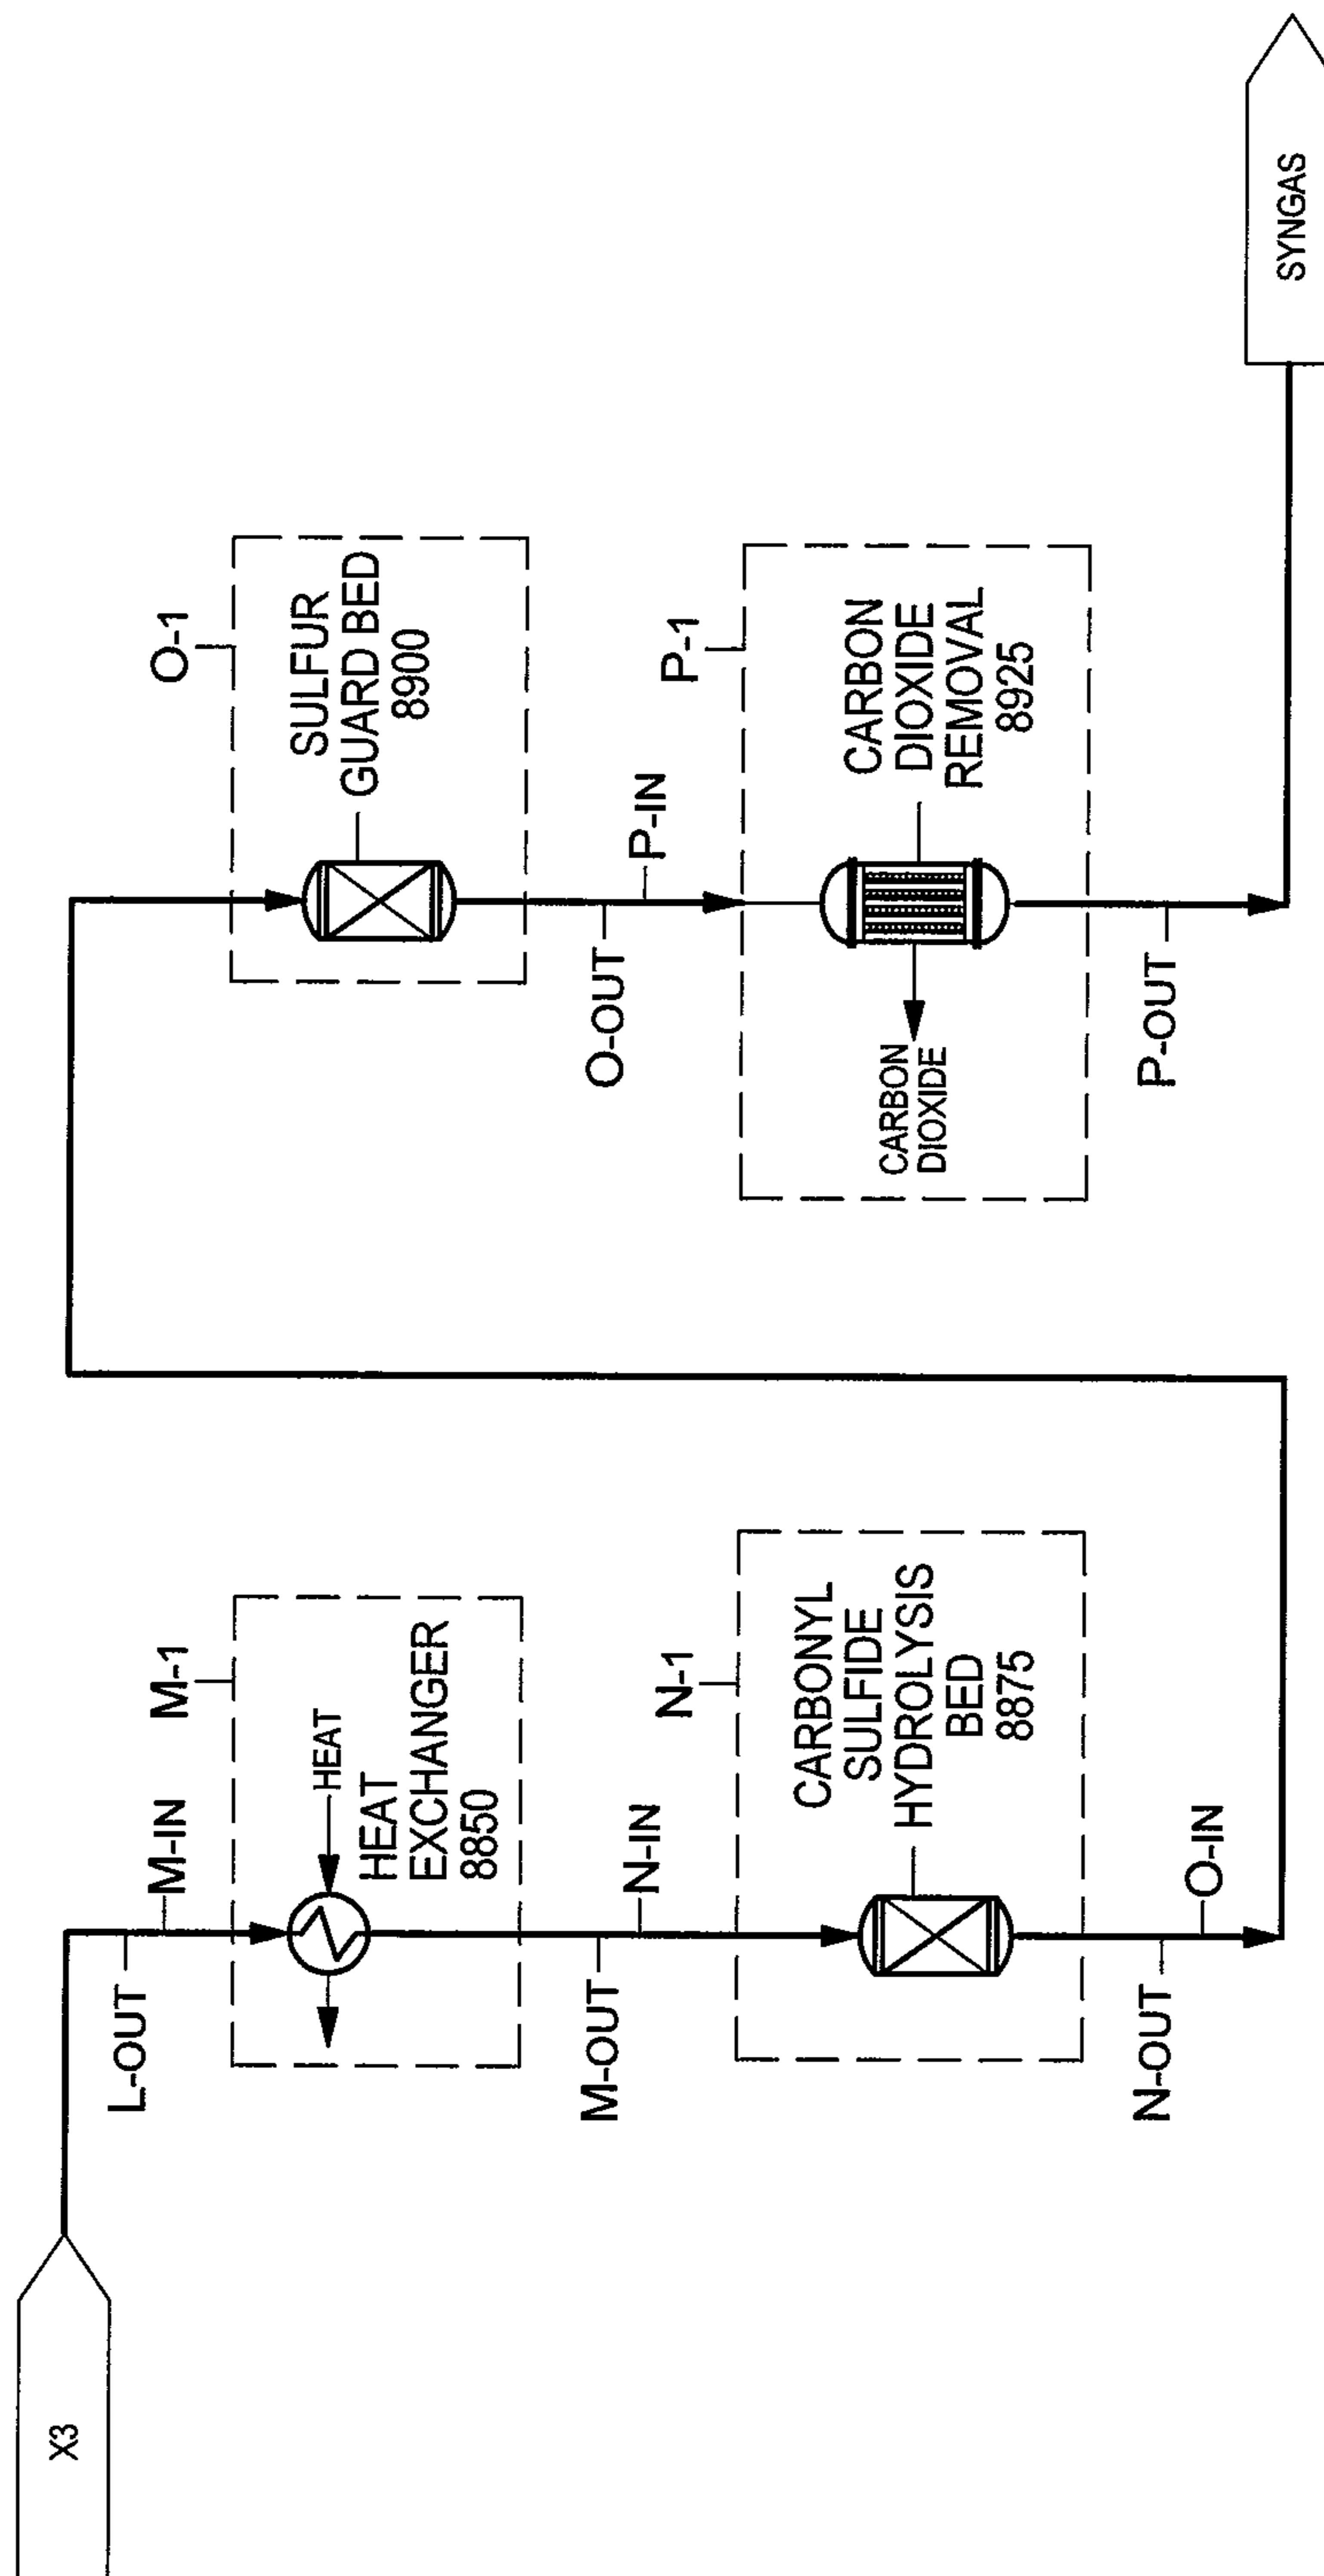 X3
L-OUT
M-IN
M-1
HEAT
HEAT
EXCHANGER
8850
M-OUT
N-IN
N-1
CARBONYL
SULFIDE
HYDROLYSIS
BED
8875
N-OUT
O-IN
O-1
SULFUR
GUARD BED
8900
O-OUT
P-IN
P-1
CARBON
DIOXIDE
REMOVAL
8925
CARBON
DIOXIDE
P-OUT
SYNGAS